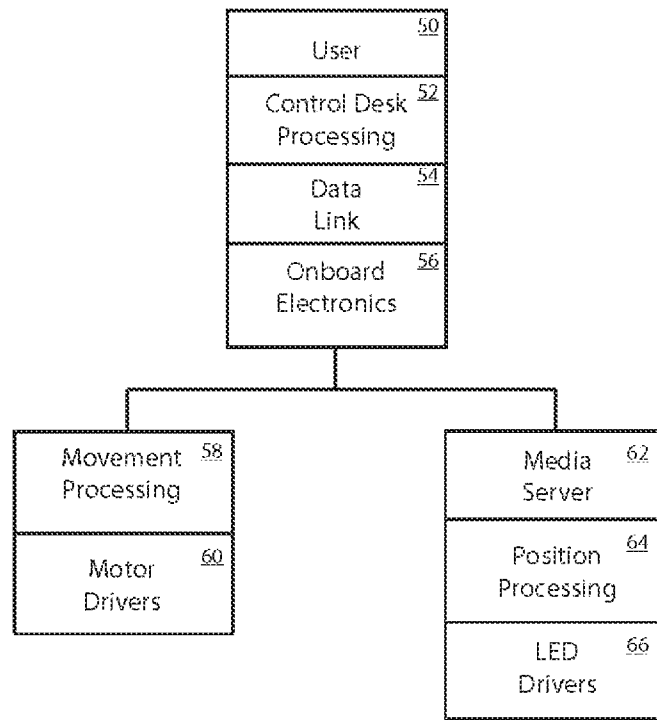 50
User
52
Control Desk
Processing
54
Data
Link
56
Onboard
Electronics
58
Movement
Processing
60
Motor
Drivers
62
Media
Server
64
Position
Processing
66
LED
Drivers